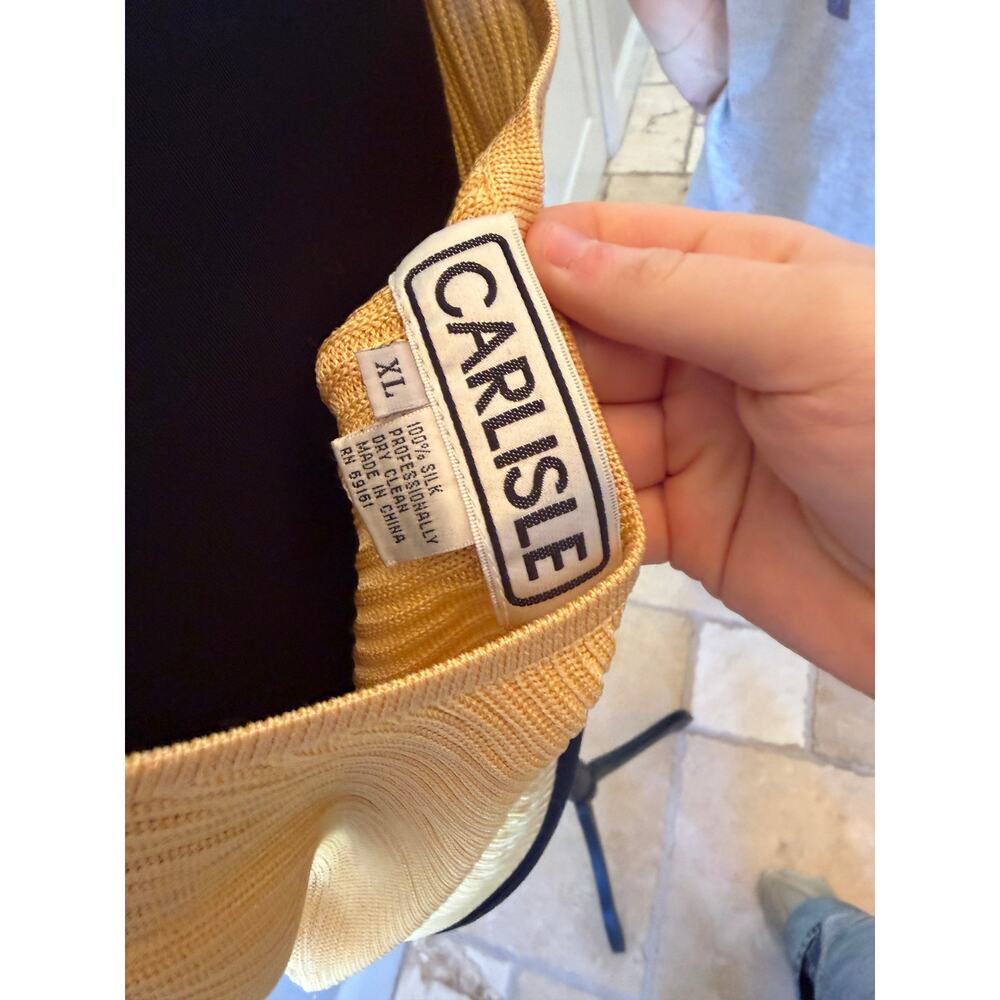 CARLISLE
XL
100% SILK
PROFESSIONALLY
DRY CLEAN
MADE IN CHINA
RN 69161